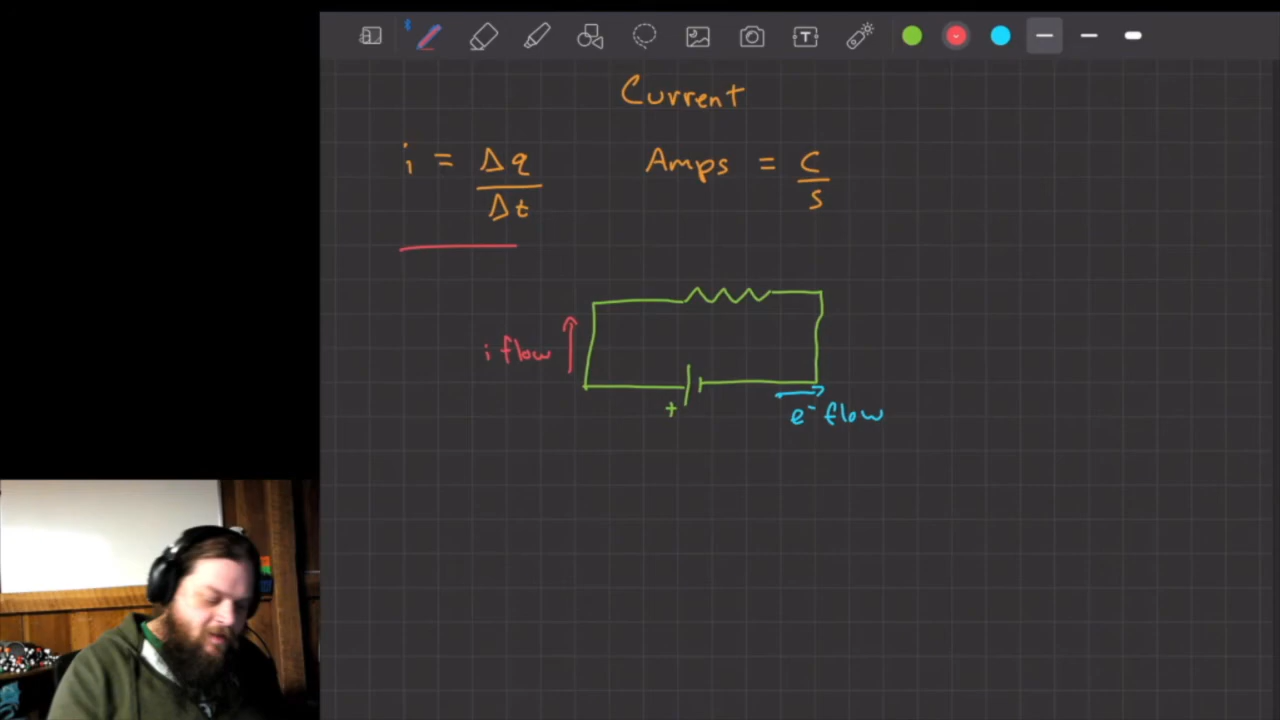 T
Current
i = Δq / Δt    Amps = C / s
i flow
+
e⁻ flow